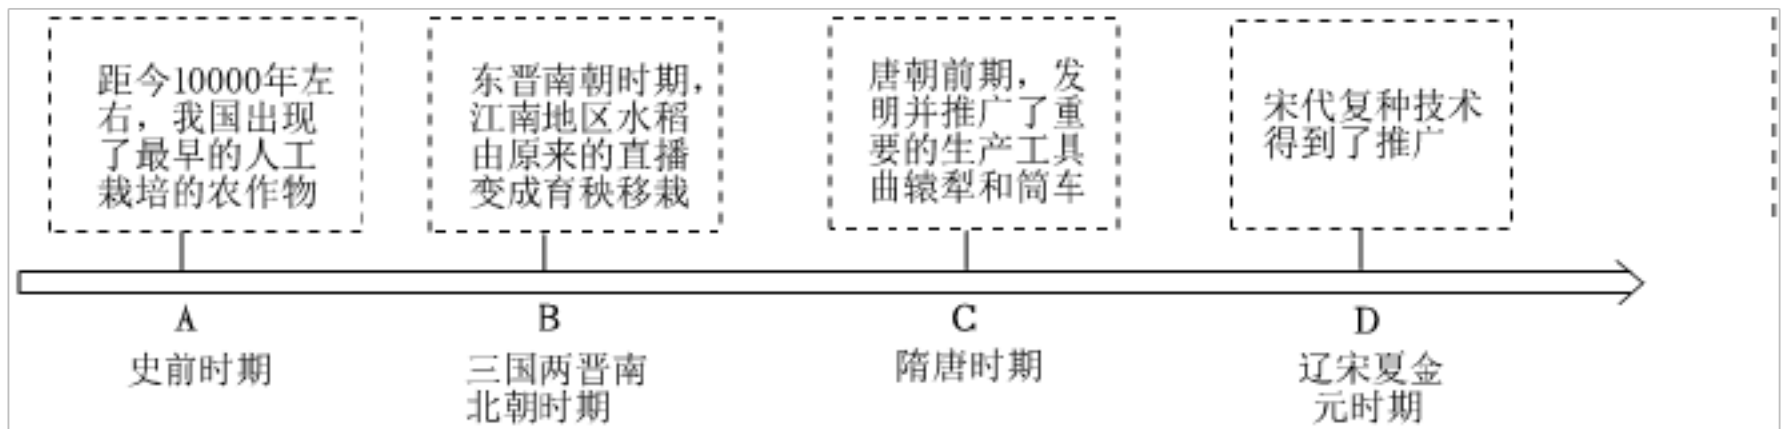 距今10000年左
右，我国出现
了最早的人工
栽培的农作物
东晋南朝时期，
江南地区水稻
由原来的直播
变成育秧移栽
唐朝前期，发
明并推广了重
要的生产工具
曲辕犁和筒车
宋代复种技术
得到了推广
A
B
C
D
史前时期
三国两晋南
北朝时期
隋唐时期
辽宋夏金
元时期